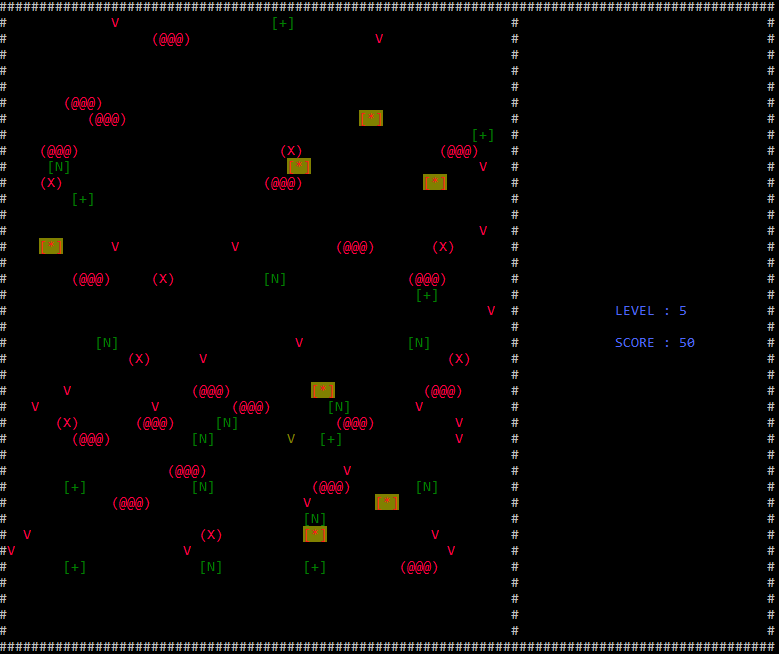 #################################################################################################
# V [+] # #
# (@@@) V # #
# # #
# # #
# # #
# (@@@) # #
# (@@@) [*] # #
# [+] # #
# (@@@) (X) (@@@) # #
# [N] [*] V # #
# (X) (@@@) [*] # #
# [+] # #
# # #
# V # #
# [*] V V (@@@) (X) # #
# # #
# (@@@) (X) [N] (@@@) # #
# [+] # #
# V # LEVEL : 5 #
# # #
# [N] V [N] # SCORE : 50 #
# (X) V (X) # #
# # #
# V (@@@) [*] (@@@) # #
# V V (@@@) [N] V # #
# (X) (@@@) [N] (@@@) V # #
# (@@@) [N] V [+] V # #
# # #
# (@@@) V # #
# [+] [N] (@@@) [N] # #
# (@@@) V [*] # #
# [N] # #
# V (X) [*] V # #
#V V V # #
# [+] [N] [+] (@@@) # #
# # #
# # #
# # #
# # #
#################################################################################################